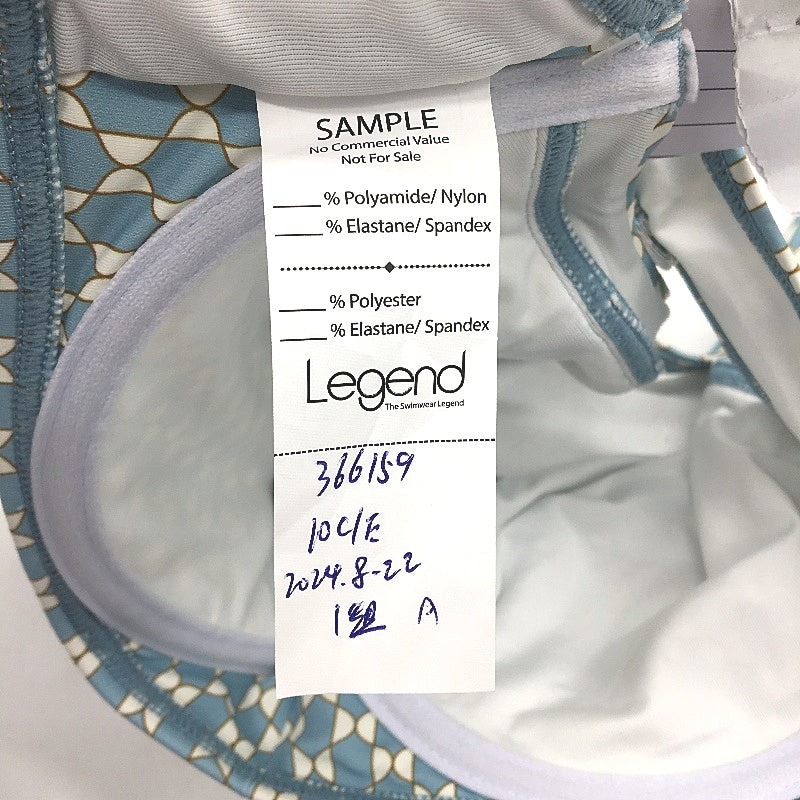 SAMPLE
No Commercial Value
Not For Sale
_____ % Polyamide/ Nylon
_____ % Elastane/ Spandex
_____ % Polyester
_____ % Elastane/ Spandex
Legend
The Swimwear Legend
366159
10C/E
2024.8-22
1组 A